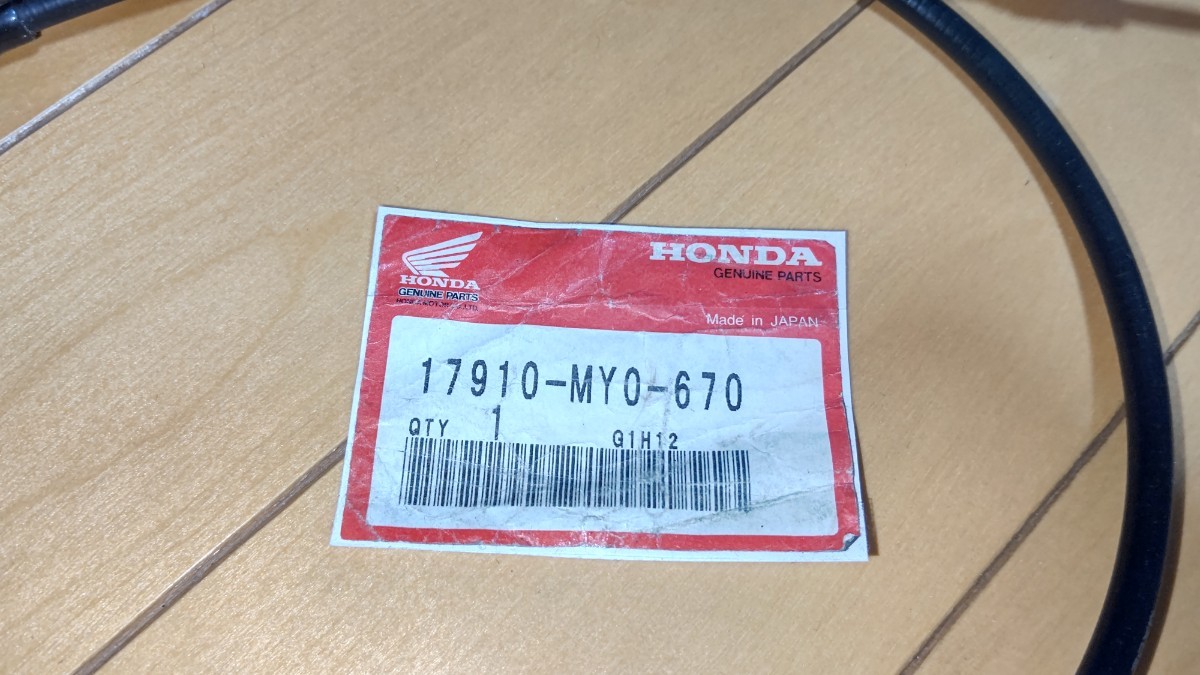 HONDA
GENUINE PARTS
HONDA
GENUINE PARTS
Made in JAPAN
17910-MY0-670
QTY 1 G1H12